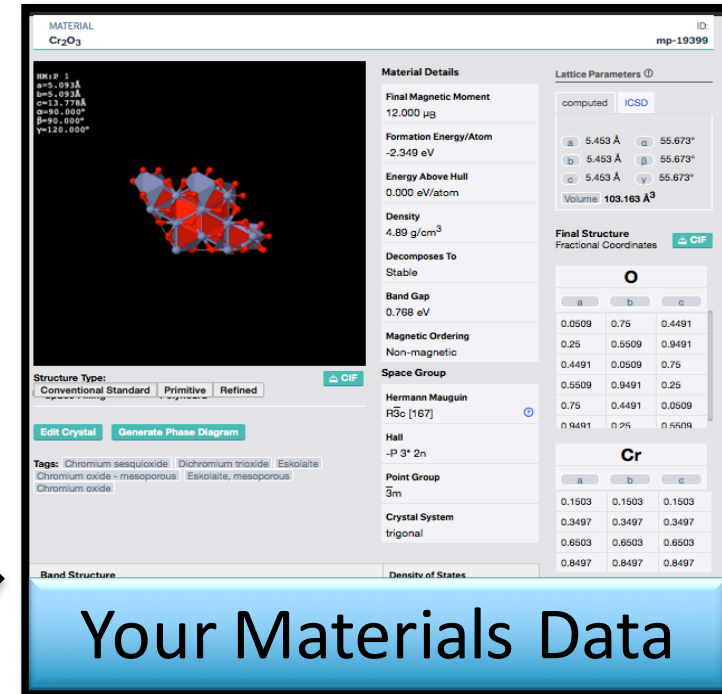 MATERIAL
Cr₂O₃
ID:
mp-19399
HM:P 1
a=5.093Å
b=5.093Å
c=13.778Å
α=90.000°
β=90.000°
γ=120.000°
Structure Type:
Conventional Standard Primitive Refined
CIF
Edit Crystal Generate Phase Diagram
Tags: Chromium sesquioxide Dichromium trioxide Eskolaite
Chromium oxide - mesoporous Eskolaite, mesoporous
Chromium oxide
Band Structure
Material Details
Final Magnetic Moment
12.000 μB
Formation Energy/Atom
-2.349 eV
Energy Above Hull
0.000 eV/atom
Density
4.89 g/cm³
Decomposes To
Stable
Band Gap
0.768 eV
Magnetic Ordering
Non-magnetic
Space Group
Hermann Mauguin
R3̅c [167]
Hall
-P 3* 2n
Point Group
3̅m
Crystal System
trigonal
Density of States
Lattice Parameters
computed ICSD
a 5.453 Å α 55.673°
b 5.453 Å β 55.673°
c 5.453 Å γ 55.673°
Volume 103.163 Å³
Final Structure
Fractional Coordinates
CIF
O
a b c
0.0509 0.75 0.4491
0.25 0.5509 0.9491
0.4491 0.0509 0.75
0.5509 0.9491 0.25
0.75 0.4491 0.0509
0.9491 0.25 0.5509
Cr
a b c
0.1503 0.1503 0.1503
0.3497 0.3497 0.3497
0.6503 0.6503 0.6503
0.8497 0.8497 0.8497
Your Materials Data